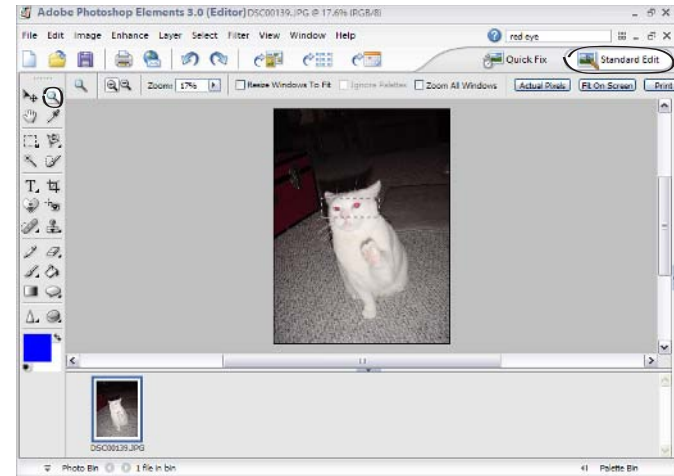 Adobe Photoshop Elements 3.0 (Editor) DSC00139.JPG @ 17.6% (RGB/8)
File Edit Image Enhance Layer Select Filter View Window Help red eye
Quick Fix Standard Edit
Zoom: 17% Resize Windows To Fit Ignore Palettes Zoom All Windows Actual Pixels Fit On Screen Print
T
DSC00139.JPG
Photo Bin 1 file in bin Palette Bin